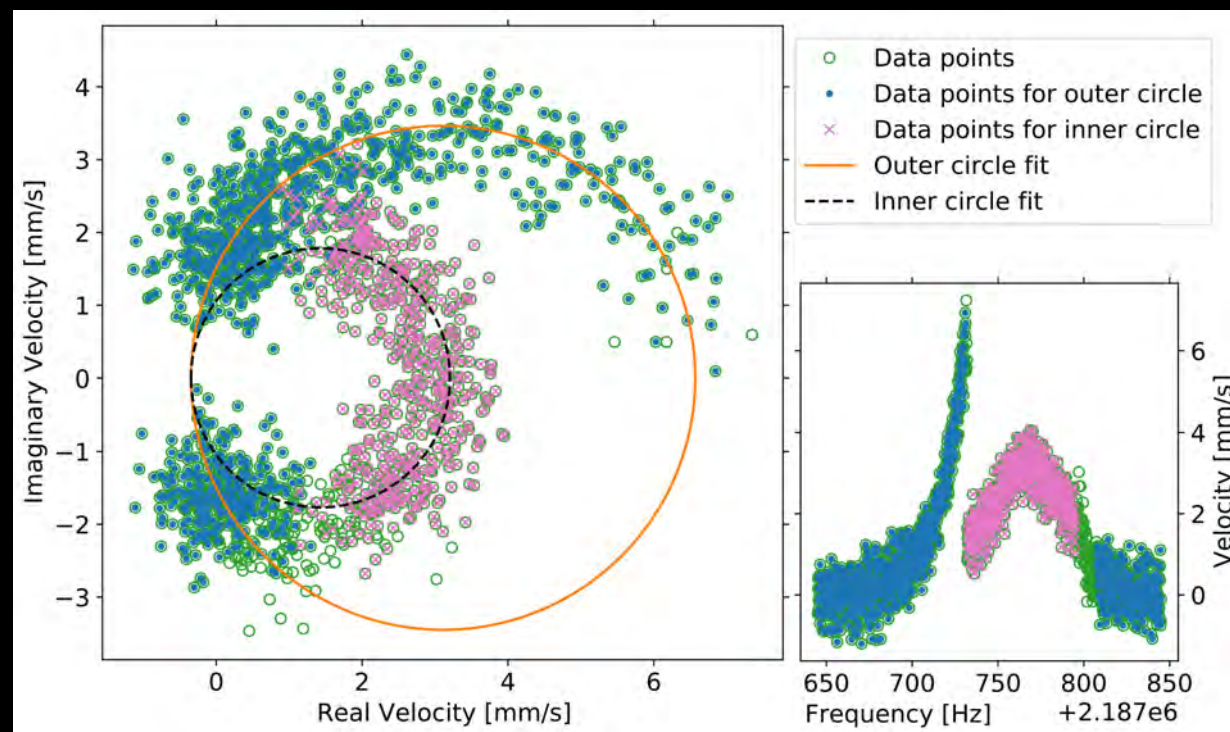 Data points
Data points for outer circle
Data points for inner circle
Outer circle fit
Inner circle fit
4
3
2
1
0
−1
−2
−3
Imaginary Velocity [mm/s]
0 2 4 6
Real Velocity [mm/s]
6
4
2
0
Velocity [mm/s]
650 700 750 800 850
Frequency [Hz] +2.187e6